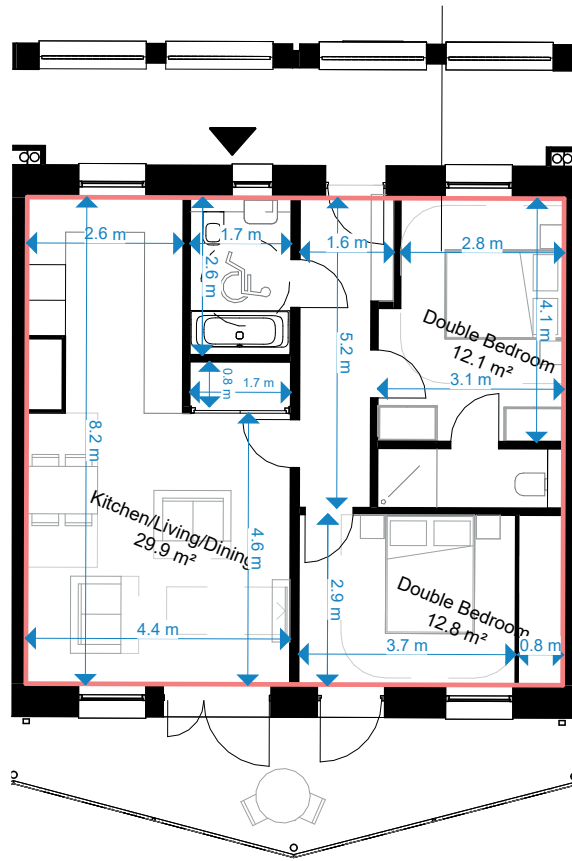 2.6 m
1.7 m
1.6 m
2.8 m
2.6 m
4.1 m
5.2 m
Double Bedroom
12.1 m²
3.1 m
0.8 m
1.7 m
8.2 m
4.6 m
Kitchen/Living/Dining
29.9 m²
2.9 m
Double Bedroom
12.8 m²
4.4 m
3.7 m
0.8 m